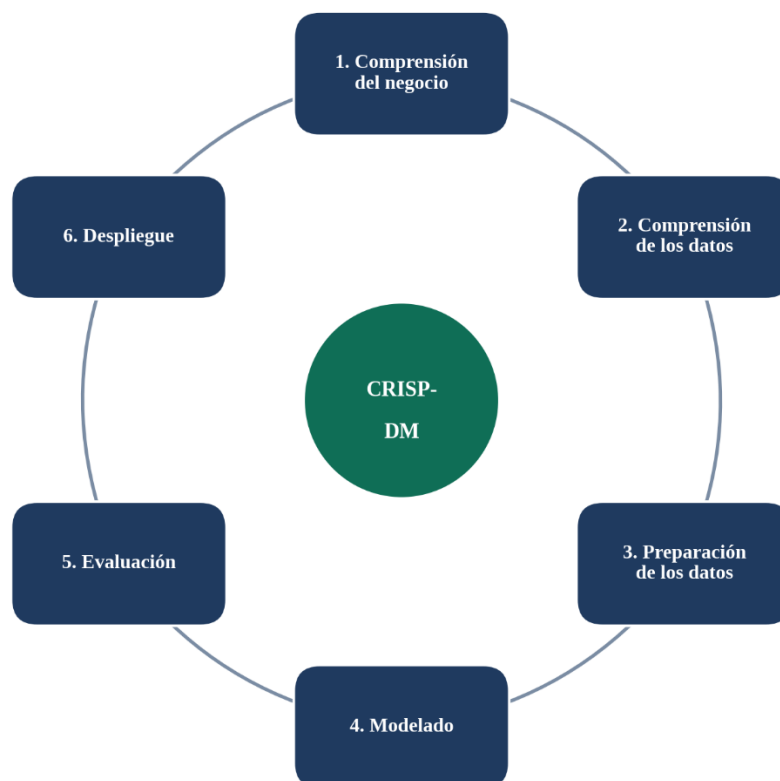 1. Comprensión
del negocio
2. Comprensión
de los datos
3. Preparación
de los datos
4. Modelado
5. Evaluación
6. Despliegue
CRISP-
DM